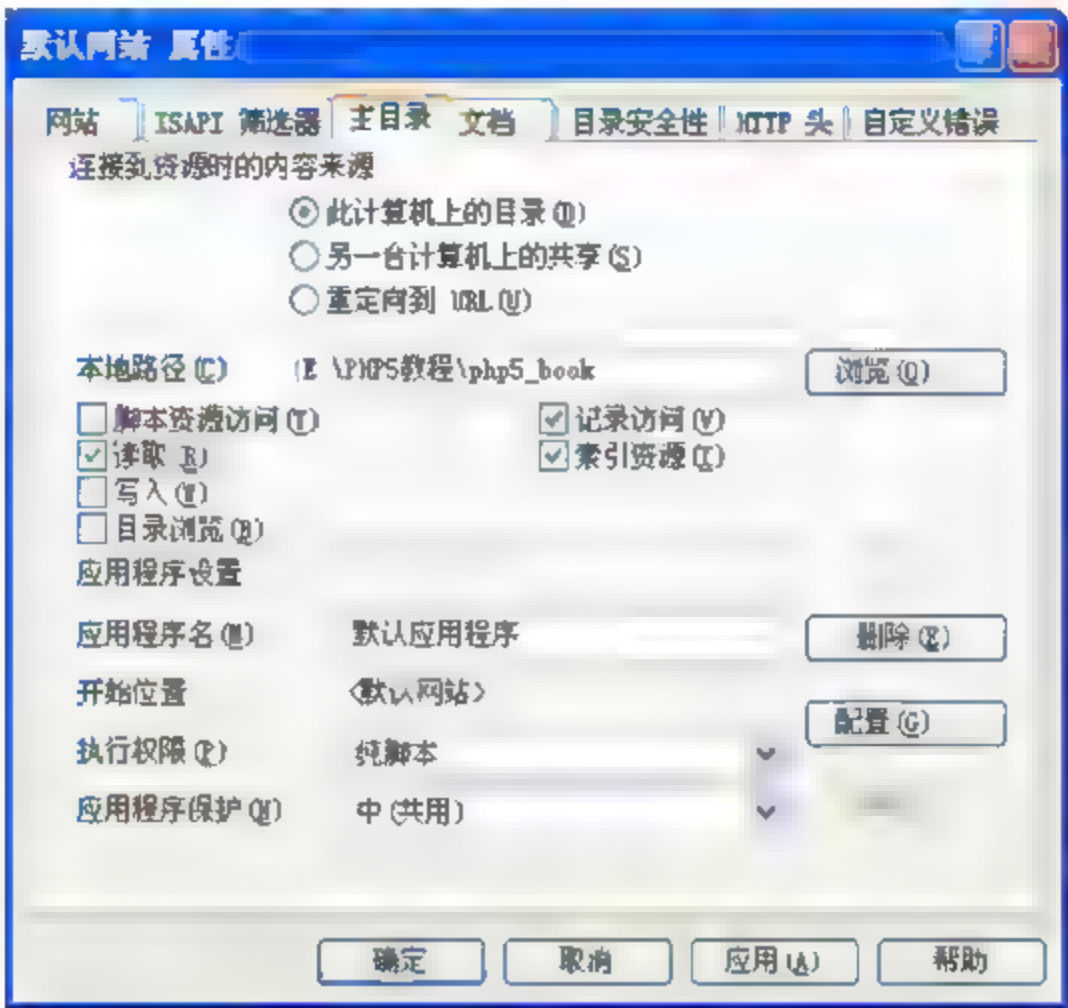 默认网站 属性
网站 ISAPI 筛选器 主目录 文档 目录安全性 HTTP 头 自定义错误
连接到资源时的内容来源
此计算机上的目录(D)
另一台计算机上的共享(S)
重定向到 URL(U)
本地路径(C) E \PHP5教程\php5_book 浏览(O)
脚本资源访问(T) 记录访问(V)
读取 R) 索引资源(I)
写入(W)
目录浏览(B)
应用程序设置
应用程序名(M) 默认应用程序 删除(E)
开始位置 <默认网站>
配置(G)
执行权限(P) 纯脚本
应用程序保护(N) 中(共用)
确定 取消 应用(A) 帮助